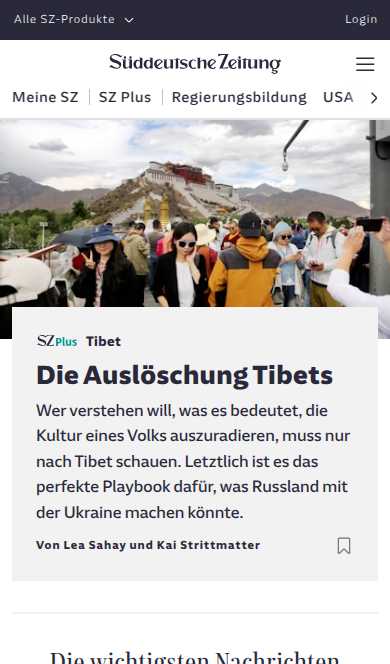 Alle SZ-Produkte
Login
Süddeutsche Zeitung
Meine SZ
SZ Plus
Regierungsbildung
USA
SZ Plus Tibet
Die Auslöschung Tibets
Wer verstehen will, was es bedeutet, die
Kultur eines Volks auszuradieren, muss nur
nach Tibet schauen. Letztlich ist es das
perfekte Playbook dafür, was Russland mit
der Ukraine machen könnte.
Von Lea Sahay und Kai Strittmatter
Die wichtigsten Nachrichten